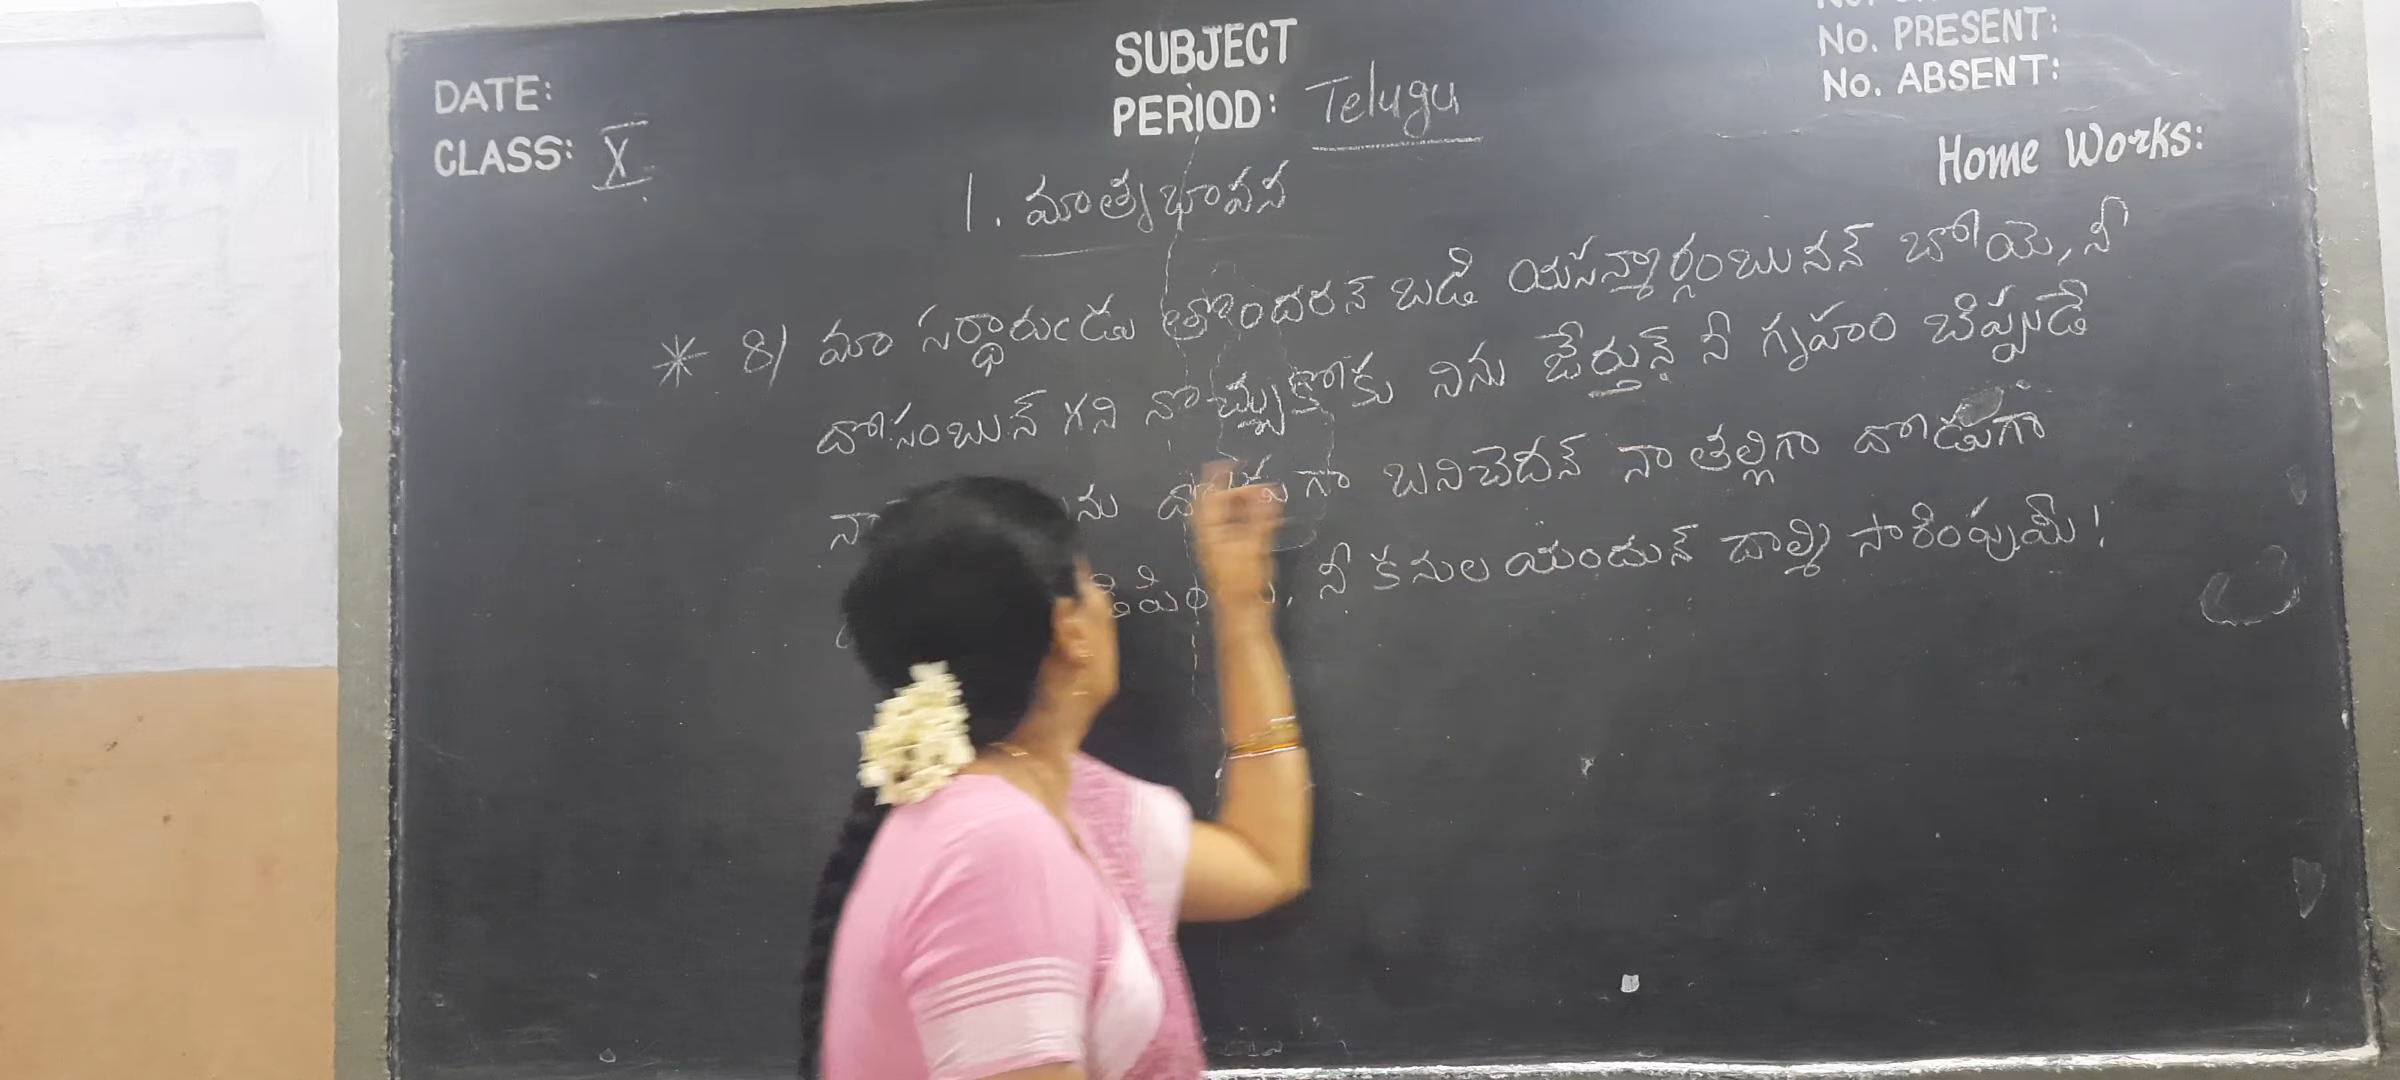 DATE:
CLASS: X
SUBJECT
PERIOD: Telugu
No. PRESENT:
No. ABSENT:
Home Works:
1. మాతృభావన
* 8) మా సర్ధారుఁడు తొందరన్ బడి యసన్మార్గంబునన్ బోయె, నీ
దోసంబున్ గని నొచ్చుకోకు నినుఁ జేర్తున్ నీ గృహం బిప్పుడే
బనిచెదన్ నా తల్లిగా దోడుగా
నీ కనుల యందున్ దాల్మి సారింపుమీ!